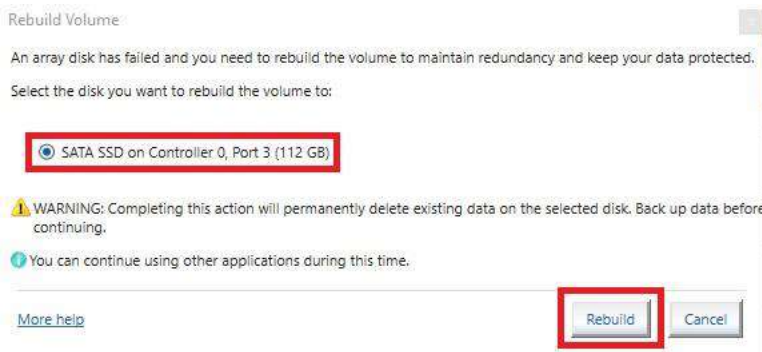 Rebuild Volume
An array disk has failed and you need to rebuild the volume to maintain redundancy and keep your data protected.
Select the disk you want to rebuild the volume to:
SATA SSD on Controller 0, Port 3 (112 GB)
WARNING: Completing this action will permanently delete existing data on the selected disk. Back up data before
continuing.
You can continue using other applications during this time.
More help
Rebuild
Cancel